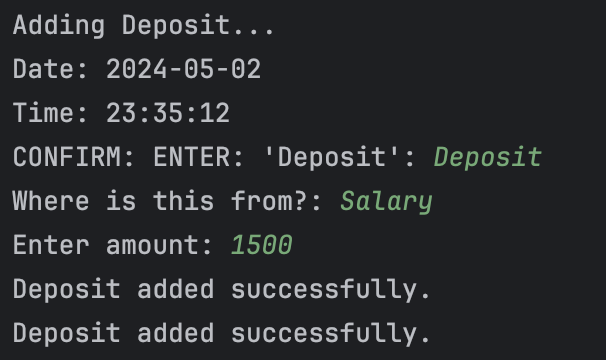 Adding Deposit...
Date: 2024-05-02
Time: 23:35:12
CONFIRM: ENTER: 'Deposit': Deposit
Where is this from?: Salary
Enter amount: 1500
Deposit added successfully.
Deposit added successfully.